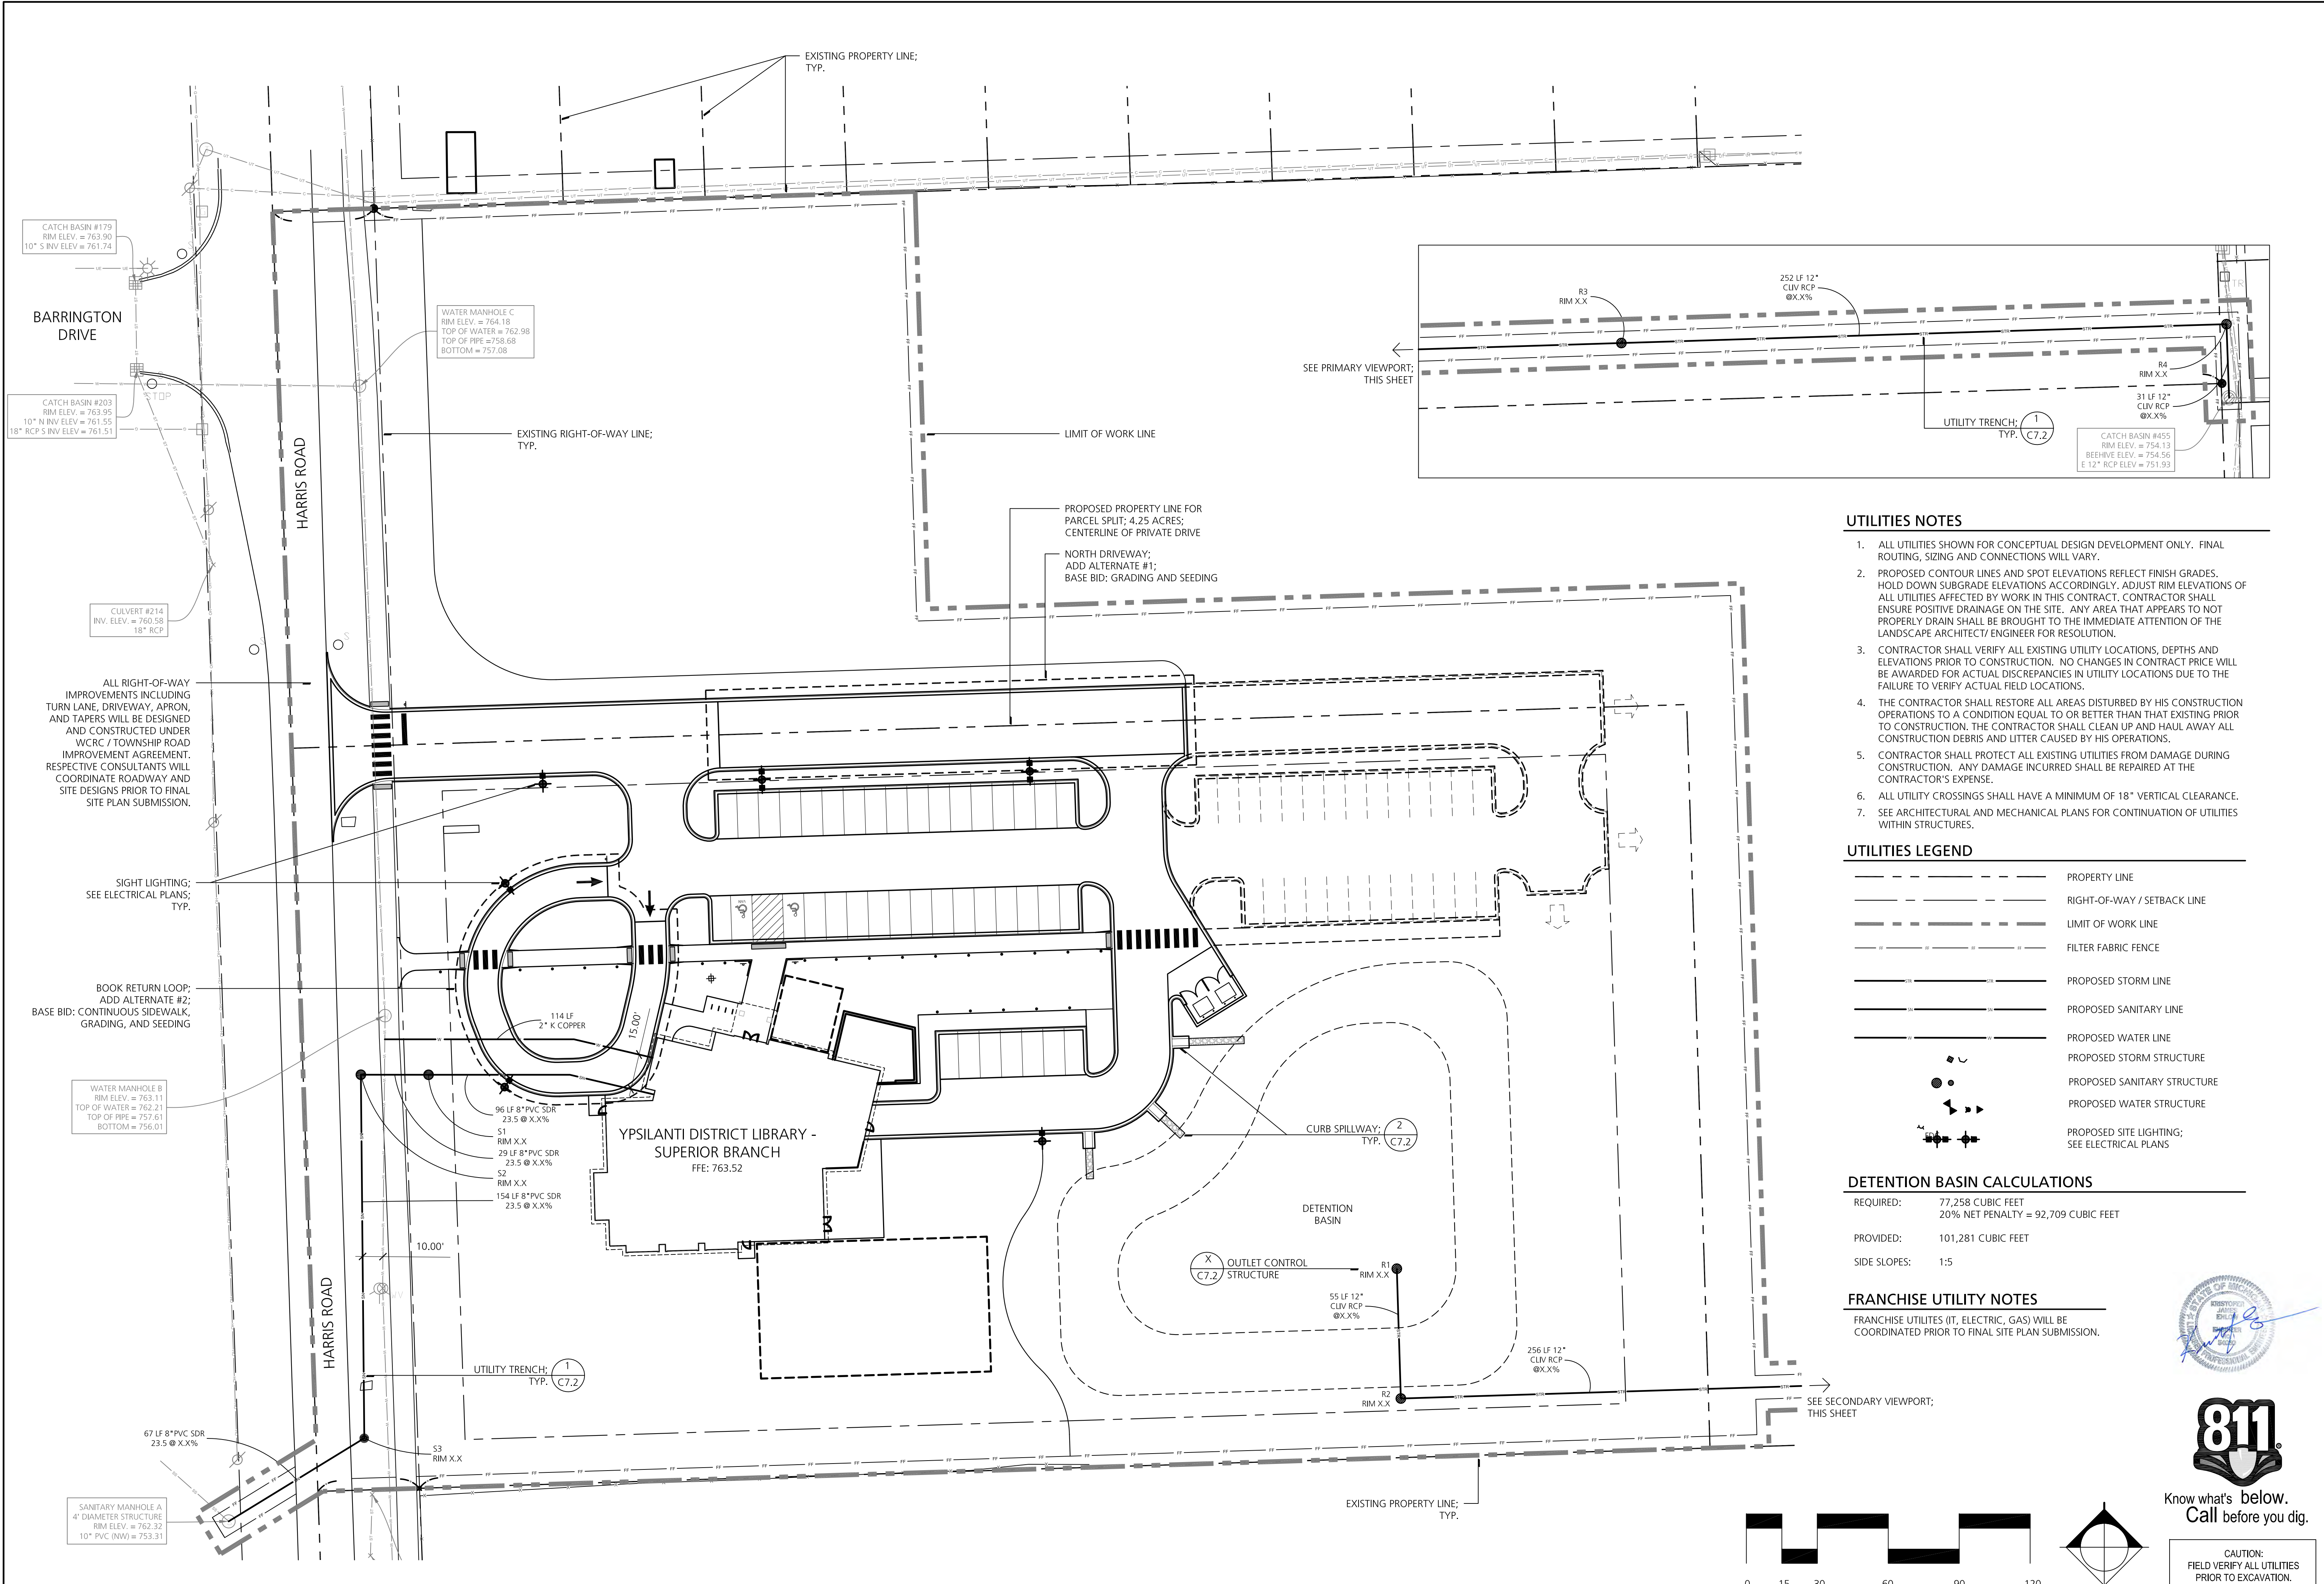 EXISTING PROPERTY LINE;
TYP.
CATCH BASIN #179
RIM ELEV. = 763.90
10" S INV ELEV = 761.74
BARRINGTON
DRIVE
WATER MANHOLE C
RIM ELEV. = 764.18
TOP OF WATER = 762.98
TOP OF PIPE =758.68
BOTTOM = 757.08
STOP
CATCH BASIN #203
RIM ELEV. = 763.95
10" N INV ELEV = 761.55
18" RCP S INV ELEV = 761.51
HARRIS ROAD
EXISTING RIGHT-OF-WAY LINE;
TYP.
LIMIT OF WORK LINE
R3
RIM X.X
252 LF 12"
CLIV RCP
@X.X%
SEE PRIMARY VIEWPORT;
THIS SHEET
R4
RIM X.X
31 LF 12"
CLIV RCP
@X.X%
UTILITY TRENCH;
TYP.
1
C7.2
CATCH BASIN #455
RIM ELEV. = 754.13
BEEHIVE ELEV. = 754.56
E 12" RCP ELEV = 751.93
PROPOSED PROPERTY LINE FOR
PARCEL SPLIT; 4.25 ACRES;
CENTERLINE OF PRIVATE DRIVE
NORTH DRIVEWAY;
ADD ALTERNATE #1;
BASE BID: GRADING AND SEEDING
CULVERT #214
INV. ELEV. = 760.58
18" RCP
ALL RIGHT-OF-WAY
IMPROVEMENTS INCLUDING
TURN LANE, DRIVEWAY, APRON,
AND TAPERS WILL BE DESIGNED
AND CONSTRUCTED UNDER
WCRC / TOWNSHIP ROAD
IMPROVEMENT AGREEMENT.
RESPECTIVE CONSULTANTS WILL
COORDINATE ROADWAY AND
SITE DESIGNS PRIOR TO FINAL
SITE PLAN SUBMISSION.
SIGHT LIGHTING;
SEE ELECTRICAL PLANS;
TYP.
BOOK RETURN LOOP;
ADD ALTERNATE #2;
BASE BID: CONTINUOUS SIDEWALK,
GRADING, AND SEEDING
114 LF
2" K COPPER
15.00'
WATER MANHOLE B
RIM ELEV. = 763.11
TOP OF WATER = 762.21
TOP OF PIPE = 757.61
BOTTOM = 756.01
96 LF 8"PVC SDR
23.5 @ X.X%
S1
RIM X.X
29 LF 8"PVC SDR
23.5 @ X.X%
S2
RIM X.X
154 LF 8"PVC SDR
23.5 @ X.X%
YPSILANTI DISTRICT LIBRARY -
SUPERIOR BRANCH
FFE: 763.52
CURB SPILLWAY;
TYP.
2
C7.2
10.00'
HARRIS ROAD
DETENTION
BASIN
X
C7.2
OUTLET CONTROL
STRUCTURE
R1
RIM X.X
55 LF 12"
CLIV RCP
@X.X%
256 LF 12"
CLIV RCP
@X.X%
R2
RIM X.X
SEE SECONDARY VIEWPORT;
THIS SHEET
UTILITY TRENCH;
TYP.
1
C7.2
67 LF 8"PVC SDR
23.5 @ X.X%
S3
RIM X.X
SANITARY MANHOLE A
4' DIAMETER STRUCTURE
RIM ELEV. = 762.32
10" PVC (NW) = 753.31
EXISTING PROPERTY LINE;
TYP.
UTILITIES NOTES
1. ALL UTILITIES SHOWN FOR CONCEPTUAL DESIGN DEVELOPMENT ONLY. FINAL
ROUTING, SIZING AND CONNECTIONS WILL VARY.
2. PROPOSED CONTOUR LINES AND SPOT ELEVATIONS REFLECT FINISH GRADES.
HOLD DOWN SUBGRADE ELEVATIONS ACCORDINGLY. ADJUST RIM ELEVATIONS OF
ALL UTILITIES AFFECTED BY WORK IN THIS CONTRACT. CONTRACTOR SHALL
ENSURE POSITIVE DRAINAGE ON THE SITE. ANY AREA THAT APPEARS TO NOT
PROPERLY DRAIN SHALL BE BROUGHT TO THE IMMEDIATE ATTENTION OF THE
LANDSCAPE ARCHITECT/ ENGINEER FOR RESOLUTION.
3. CONTRACTOR SHALL VERIFY ALL EXISTING UTILITY LOCATIONS, DEPTHS AND
ELEVATIONS PRIOR TO CONSTRUCTION. NO CHANGES IN CONTRACT PRICE WILL
BE AWARDED FOR ACTUAL DISCREPANCIES IN UTILITY LOCATIONS DUE TO THE
FAILURE TO VERIFY ACTUAL FIELD LOCATIONS.
4. THE CONTRACTOR SHALL RESTORE ALL AREAS DISTURBED BY HIS CONSTRUCTION
OPERATIONS TO A CONDITION EQUAL TO OR BETTER THAN THAT EXISTING PRIOR
TO CONSTRUCTION. THE CONTRACTOR SHALL CLEAN UP AND HAUL AWAY ALL
CONSTRUCTION DEBRIS AND LITTER CAUSED BY HIS OPERATIONS.
5. CONTRACTOR SHALL PROTECT ALL EXISTING UTILITIES FROM DAMAGE DURING
CONSTRUCTION. ANY DAMAGE INCURRED SHALL BE REPAIRED AT THE
CONTRACTOR'S EXPENSE.
6. ALL UTILITY CROSSINGS SHALL HAVE A MINIMUM OF 18" VERTICAL CLEARANCE.
7. SEE ARCHITECTURAL AND MECHANICAL PLANS FOR CONTINUATION OF UTILITIES
WITHIN STRUCTURES.
UTILITIES LEGEND
PROPERTY LINE
RIGHT-OF-WAY / SETBACK LINE
LIMIT OF WORK LINE
FILTER FABRIC FENCE
PROPOSED STORM LINE
PROPOSED SANITARY LINE
PROPOSED WATER LINE
PROPOSED STORM STRUCTURE
PROPOSED SANITARY STRUCTURE
PROPOSED WATER STRUCTURE
PROPOSED SITE LIGHTING;
SEE ELECTRICAL PLANS
DETENTION BASIN CALCULATIONS
REQUIRED: 77,258 CUBIC FEET
20% NET PENALTY = 92,709 CUBIC FEET
PROVIDED: 101,281 CUBIC FEET
SIDE SLOPES: 1:5
FRANCHISE UTILITY NOTES
FRANCHISE UTILITES (IT, ELECTRIC, GAS) WILL BE
COORDINATED PRIOR TO FINAL SITE PLAN SUBMISSION.
811
Know what's below.
Call before you dig.
CAUTION:
FIELD VERIFY ALL UTILITIES
PRIOR TO EXCAVATION.
0 15 30 60 90 120